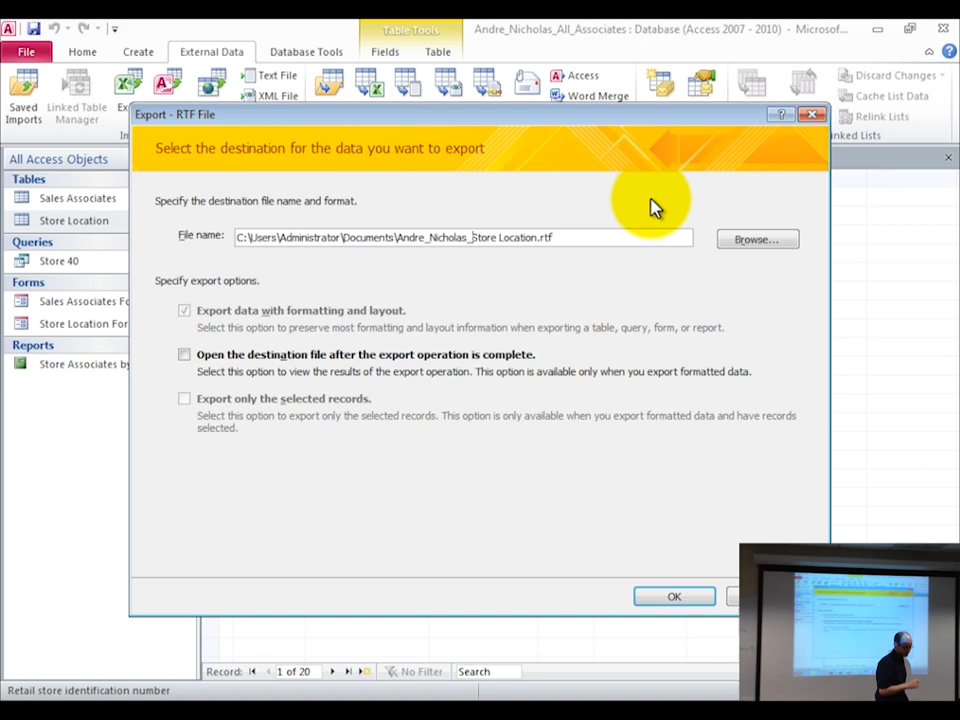 Table Tools
Andre_Nicholas_All_Associates : Database (Access 2007 - 2010) - Microsof...
File
Home
Create
External Data
Database Tools
Fields
Table
Saved Imports
Linked Table Manager
Text File
XML File
Access
Word Merge
Discard Changes
Cache List Data
Relink Lists
Export - RTF File
Select the destination for the data you want to export
All Access Objects
Tables
Sales Associates
Store Location
Queries
Store 40
Forms
Sales Associates Fo
Store Location For
Reports
Store Associates by
Specify the destination file name and format.
File name:
C:\Users\Administrator\Documents\Andre_Nicholas_Store Location.rtf
Browse...
Specify export options.
Export data with formatting and layout.
Select this option to preserve most formatting and layout information when exporting a table, query, form, or report.
Open the destination file after the export operation is complete.
Select this option to view the results of the export operation. This option is available only when you export formatted data.
Export only the selected records.
Select this option to export only the selected records. This option is only available when you export formatted data and have records
selected.
OK
Record:
1 of 20
No Filter
Search
Retail store identification number